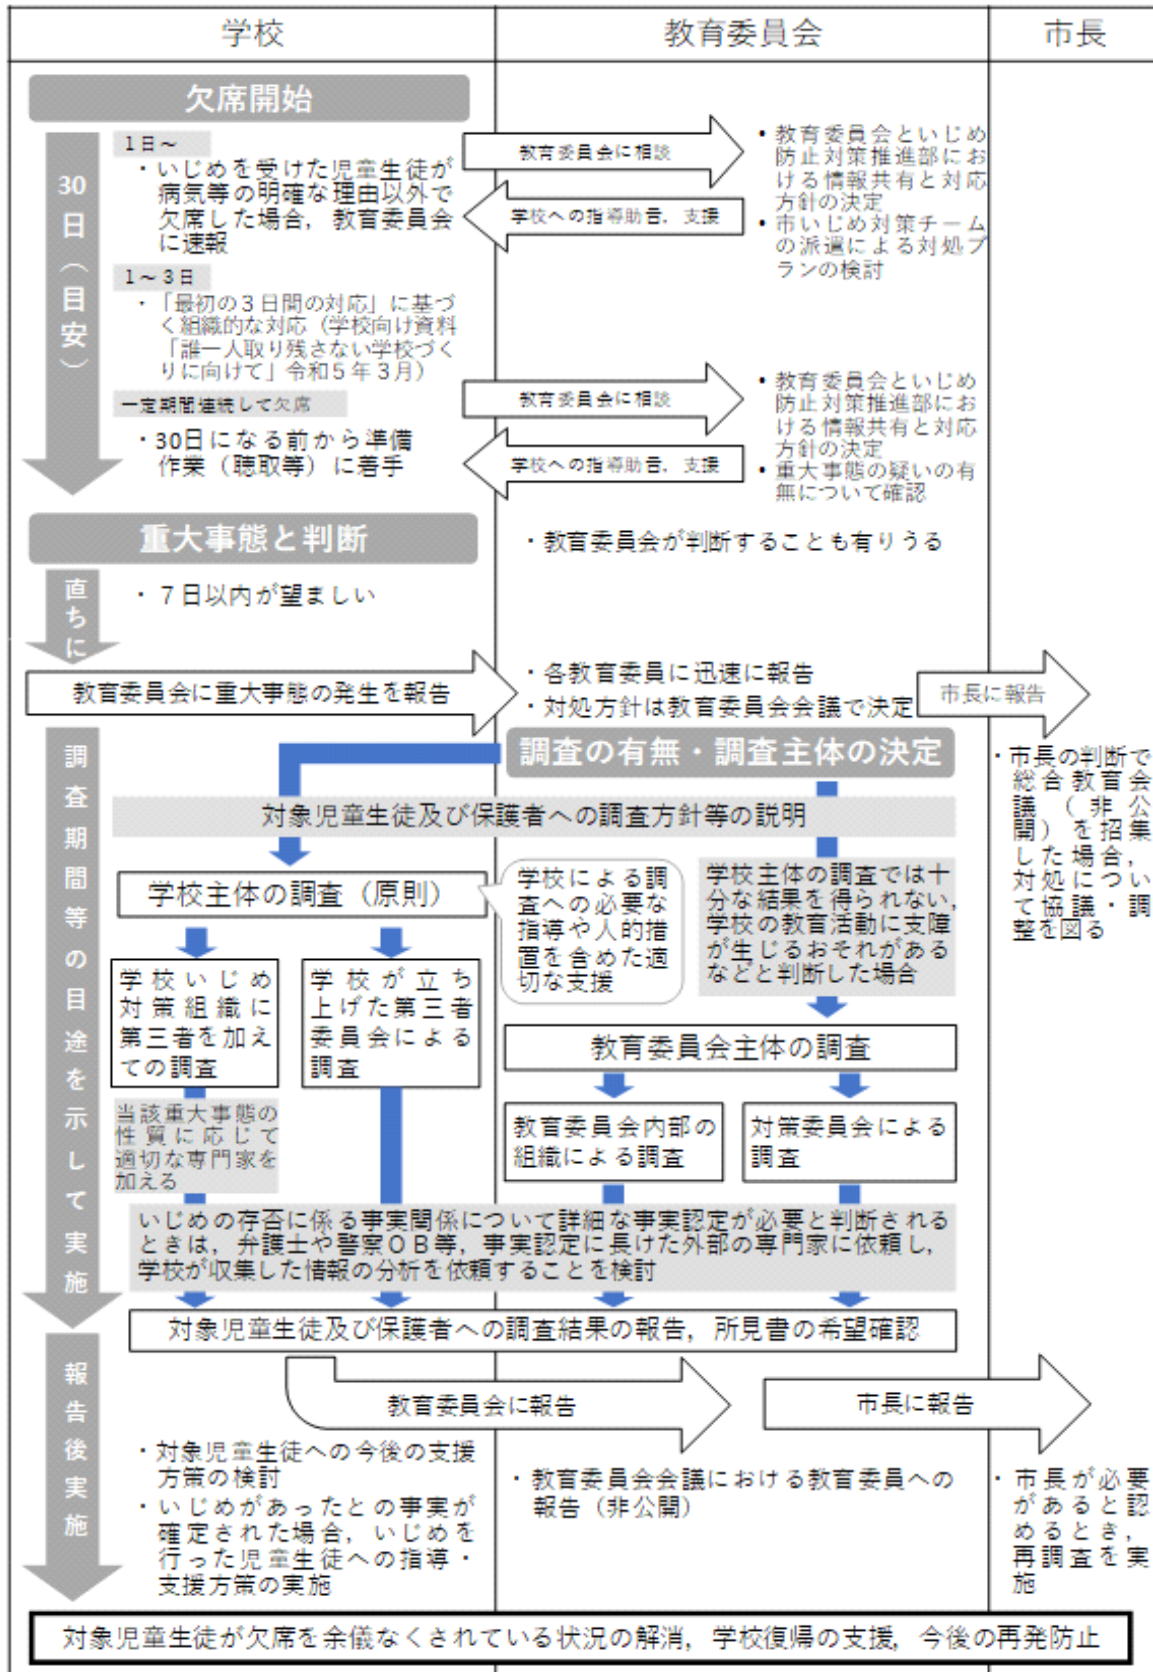 学校
教育委員会
市長
欠席開始
30日（目安）
1日～
・いじめを受けた児童生徒が
病気等の明確な理由以外で
欠席した場合，教育委員会
に速報
教育委員会に相談
学校への指導助言，支援
・教育委員会といじめ
防止対策推進部にお
ける情報共有と対応
方針の決定
・市いじめ対策チーム
の派遣による対処プ
ランの検討
1～3日
・「最初の３日間の対応」に基づ
く組織的な対応（学校向け資料
「誰一人取り残さない学校づく
りに向けて」令和５年３月）
一定期間連続して欠席
・30日になる前から準備
作業（聴取等）に着手
教育委員会に相談
学校への指導助言，支援
・教育委員会といじめ
防止対策推進部にお
ける情報共有と対応
方針の決定
・重大事態の疑いの有
無について確認
重大事態と判断
・教育委員会が判断することも有りうる
直ちに
・７日以内が望ましい
教育委員会に重大事態の発生を報告
・各教育委員に迅速に報告
・対処方針は教育委員会会議で決定
市長に報告
調査期間等の目途を示して実施
調査の有無・調査主体の決定
・市長の判断で
総合教育会
議（非公
開）を招集
した場合，
対処につい
て協議・調
整を図る
対象児童生徒及び保護者への調査方針等の説明
学校主体の調査（原則）
学校による調
査への必要な
指導や人的措
置を含めた適
切な支援
学校主体の調査では十
分な結果を得られない，
学校の教育活動に支障
が生じるおそれがある
などと判断した場合
学校いじめ
対策組織に
第三者を加え
ての調査
学校が立ち
上げた第三者
委員会による
調査
教育委員会主体の調査
当該重大事態の
性質に応じて
適切な専門家を
加える
教育委員会内部の
組織による調査
対策委員会による
調査
いじめの存否に係る事実関係について詳細な事実認定が必要と判断される
ときは，弁護士や警察ＯＢ等，事実認定に長けた外部の専門家に依頼し，
学校が収集した情報の分析を依頼することを検討
対象児童生徒及び保護者への調査結果の報告，所見書の希望確認
報告後実施
教育委員会に報告
市長に報告
・対象児童生徒への今後の支援
方策の検討
・いじめがあったとの事実が
確定された場合，いじめを
行った児童生徒への指導・
支援方策の実施
・教育委員会会議における教育委員への
報告（非公開）
・市長が必要
があると認
めるとき，
再調査を実
施
対象児童生徒が欠席を余儀なくされている状況の解消，学校復帰の支援，今後の再発防止